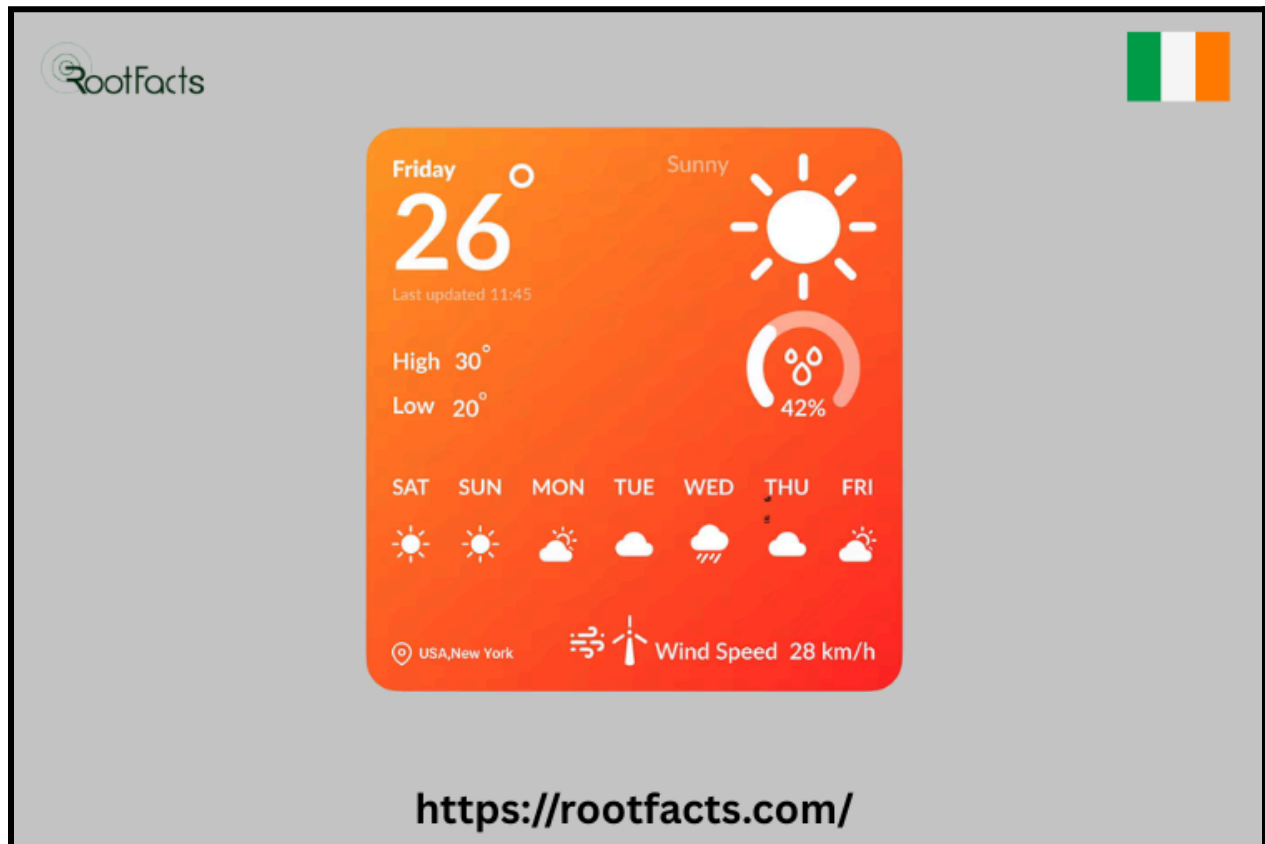 RootFacts
Friday
Sunny
26°
Last updated 11:45
High 30°
Low 20°
42%
SAT SUN MON TUE WED THU FRI
USA,New York
Wind Speed 28 km/h
https://rootfacts.com/